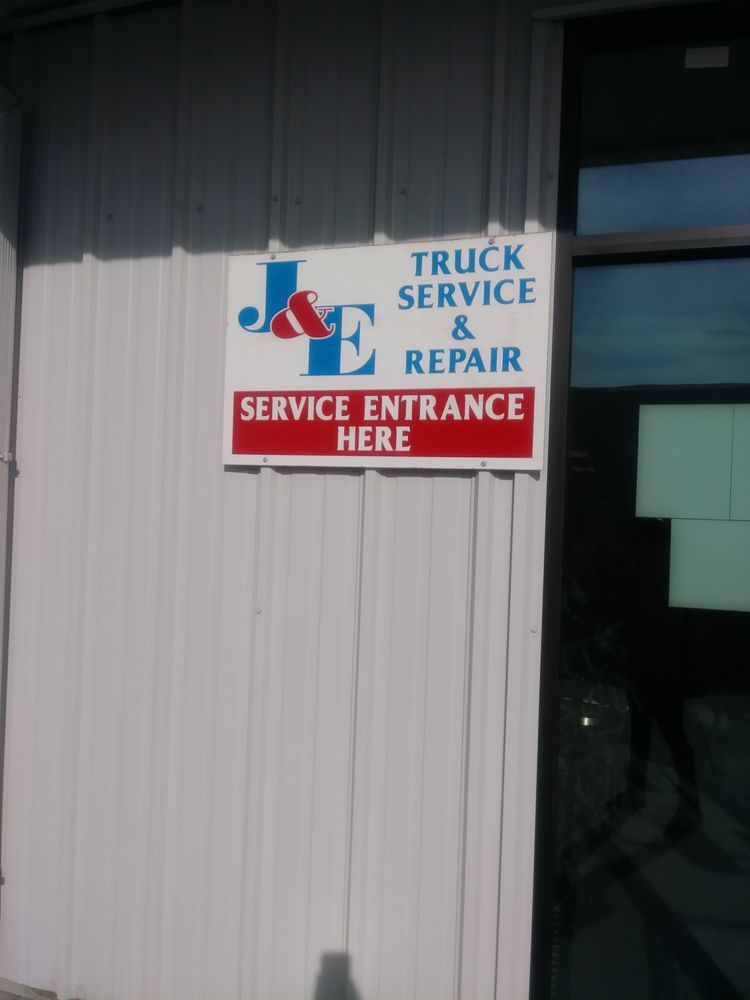 J&E
TRUCK
SERVICE
&
REPAIR
SERVICE ENTRANCE
HERE